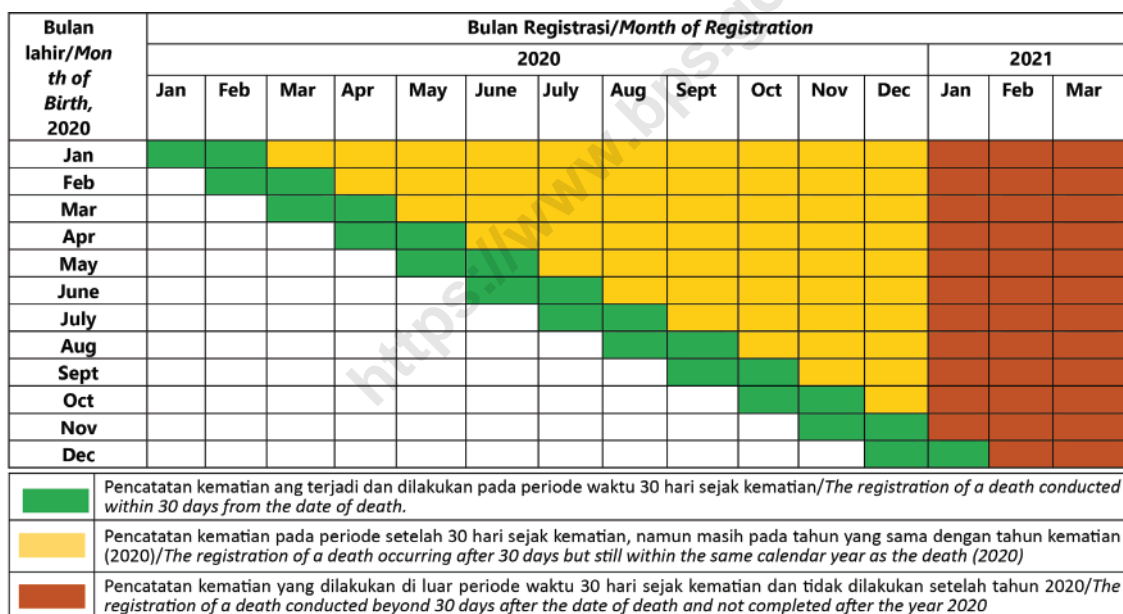 Bulan
lahir/Mon
th of
Birth,
2020
Bulan Registrasi/Month of Registration
2020
2021
Jan Feb Mar Apr May June July Aug Sept Oct Nov Dec Jan Feb Mar
Jan
Feb
Mar
Apr
May
June
July
Aug
Sept
Oct
Nov
Dec
Pencatatan kematian ang terjadi dan dilakukan pada periode waktu 30 hari sejak kematian/The registration of a death conducted
within 30 days from the date of death.
Pencatatan kematian pada periode setelah 30 hari sejak kematian, namun masih pada tahun yang sama dengan tahun kematian
(2020)/The registration of a death occurring after 30 days but still within the same calendar year as the death (2020)
Pencatatan kematian yang dilakukan di luar periode waktu 30 hari sejak kematian dan tidak dilakukan setelah tahun 2020/The
registration of a death conducted beyond 30 days after the date of death and not completed after the year 2020